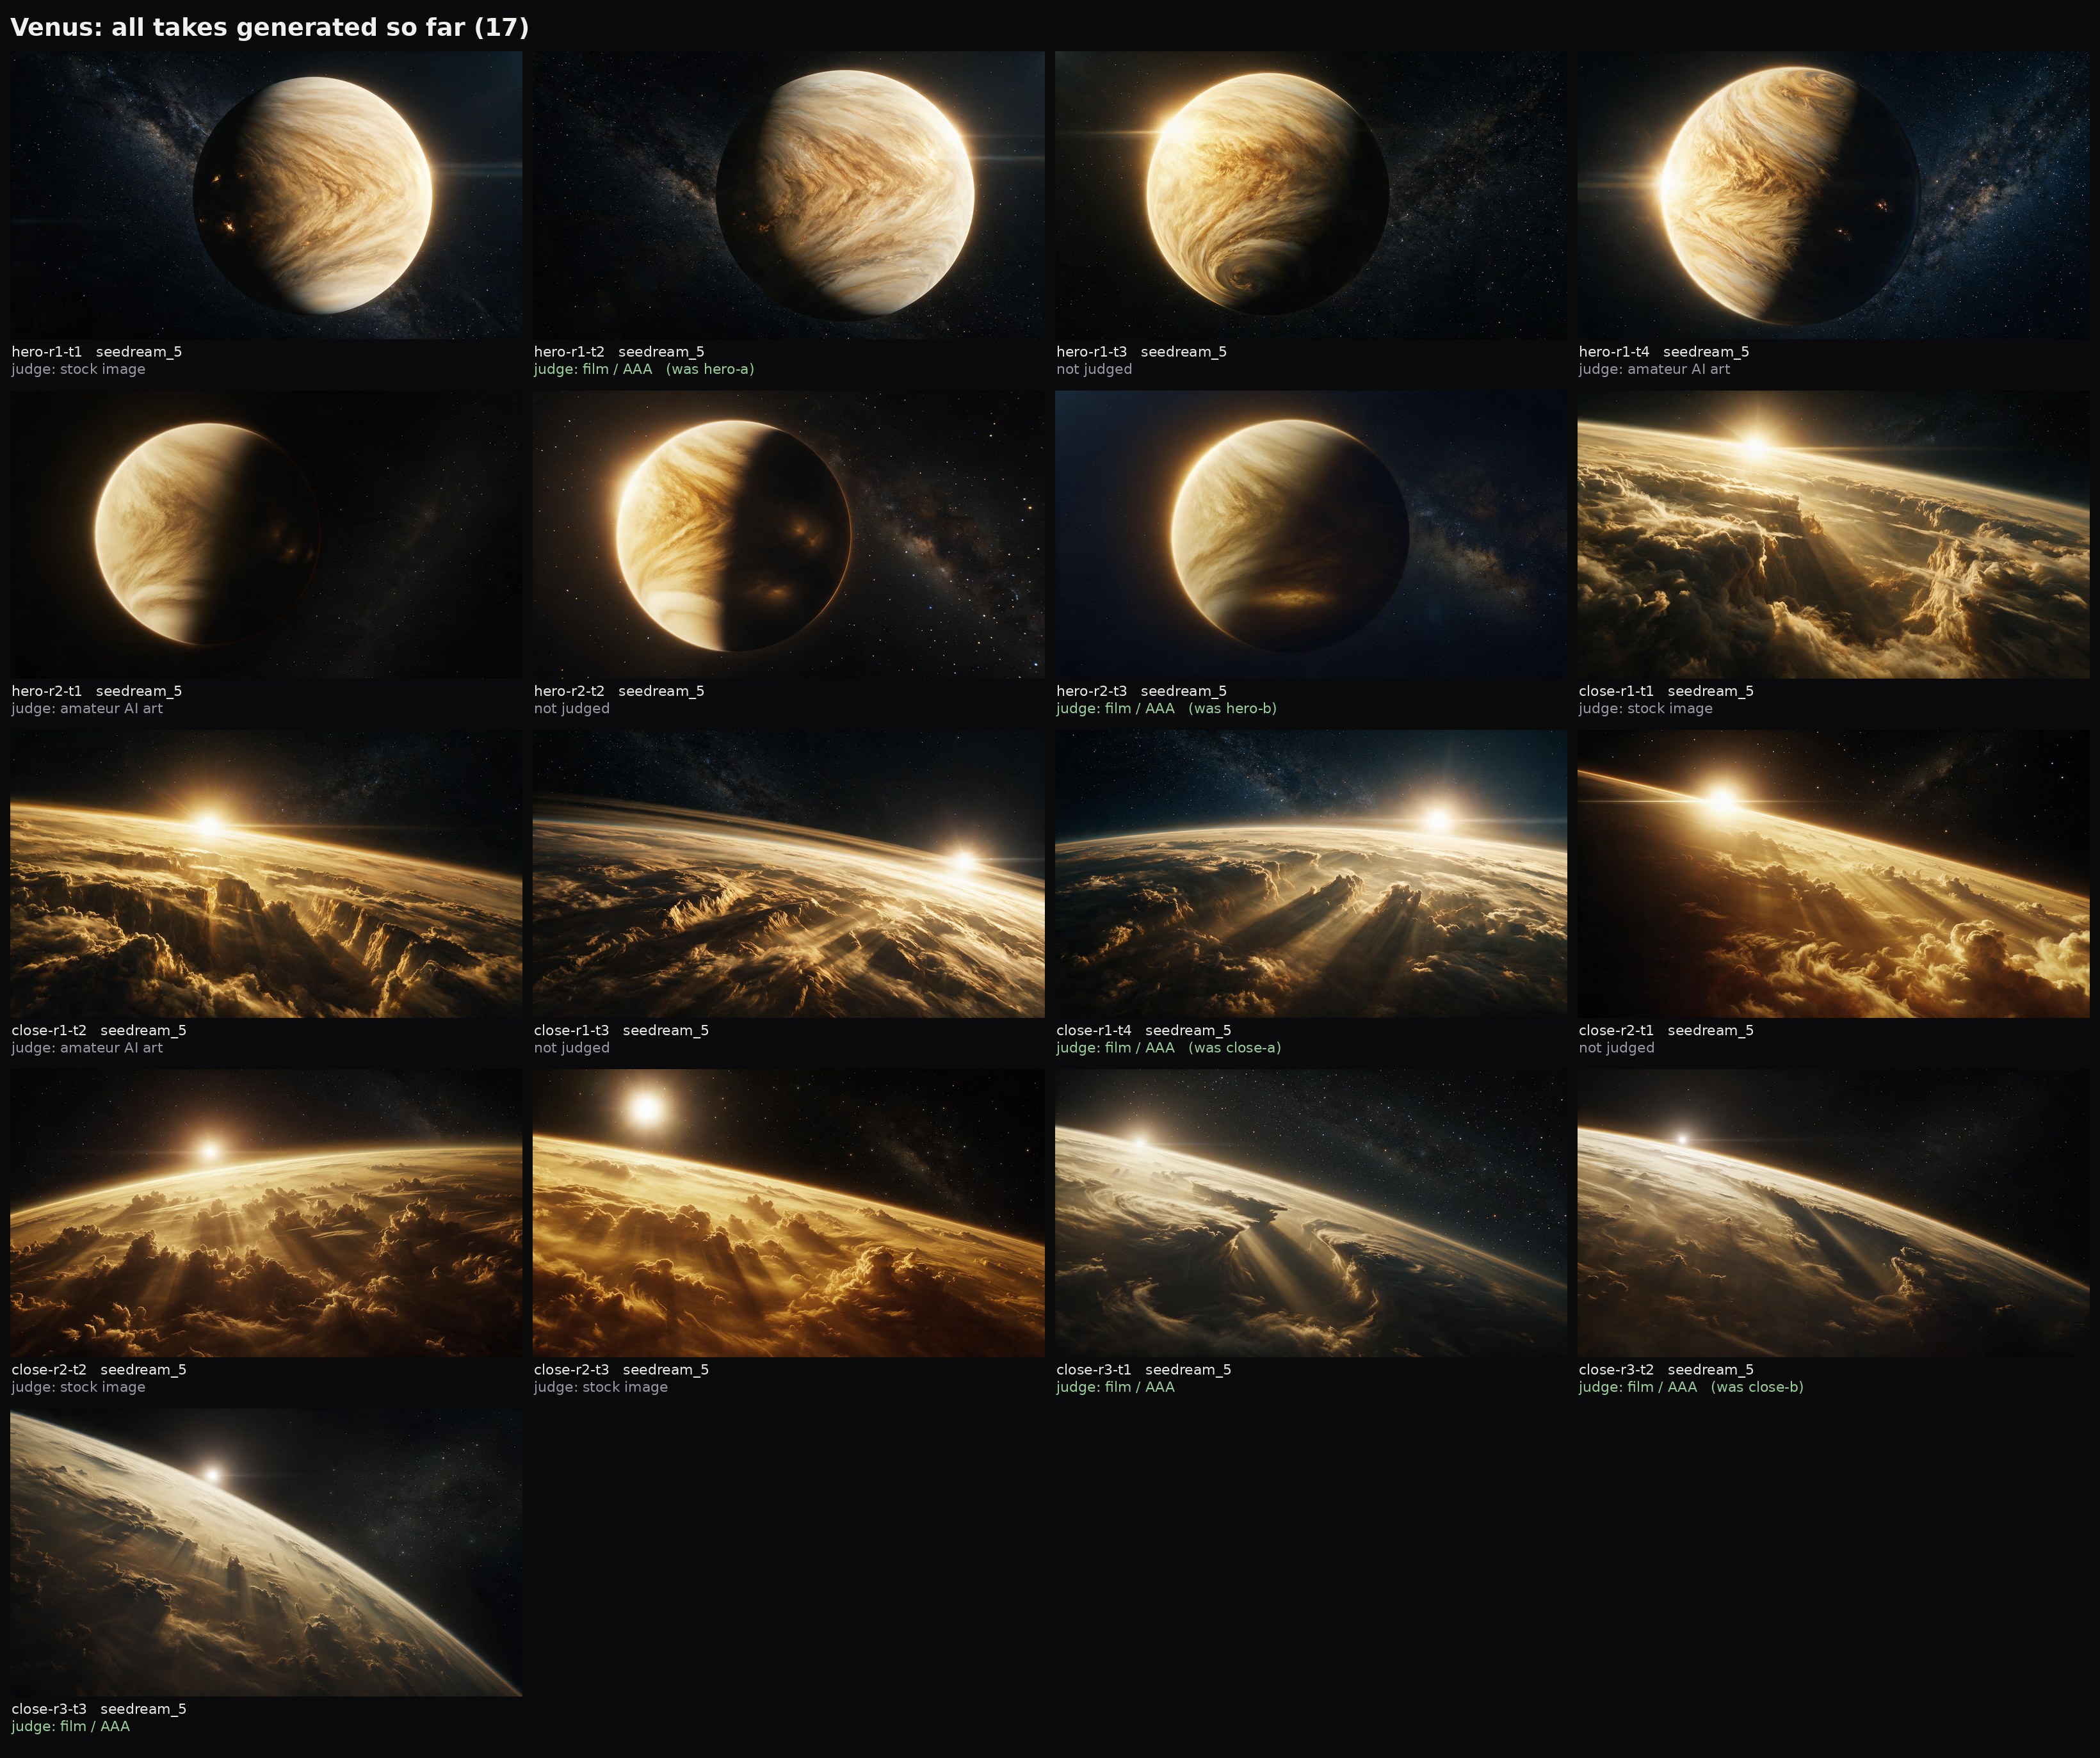 Venus: all takes generated so far (17)
hero-r1-t1 seedream_5
judge: stock image
hero-r1-t2 seedream_5
judge: film / AAA (was hero-a)
hero-r1-t3 seedream_5
not judged
hero-r1-t4 seedream_5
judge: amateur AI art
hero-r2-t1 seedream_5
judge: amateur AI art
hero-r2-t2 seedream_5
not judged
hero-r2-t3 seedream_5
judge: film / AAA (was hero-b)
close-r1-t1 seedream_5
judge: stock image
close-r1-t2 seedream_5
judge: amateur AI art
close-r1-t3 seedream_5
not judged
close-r1-t4 seedream_5
judge: film / AAA (was close-a)
close-r2-t1 seedream_5
not judged
close-r2-t2 seedream_5
judge: stock image
close-r2-t3 seedream_5
judge: stock image
close-r3-t1 seedream_5
judge: film / AAA
close-r3-t2 seedream_5
judge: film / AAA (was close-b)
close-r3-t3 seedream_5
judge: film / AAA